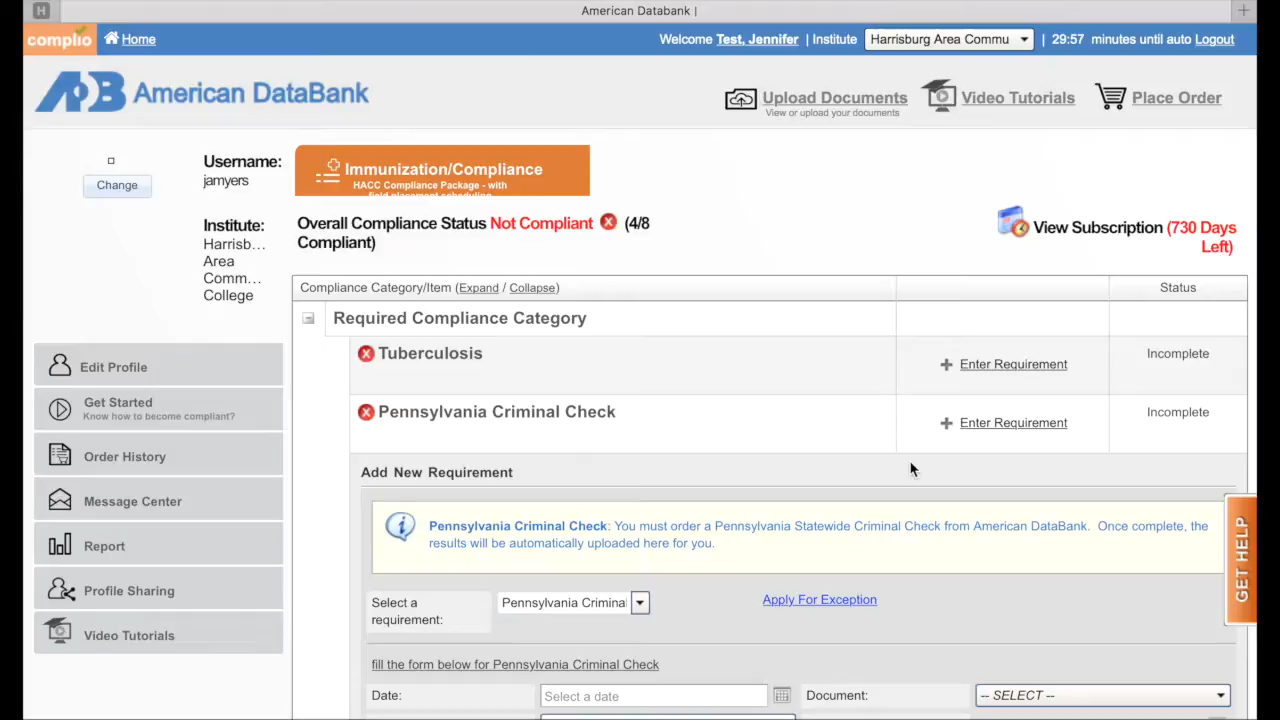 American Databank |
complio
Home
Welcome Test, Jennifer | Institute Harrisburg Area Commu | 29:57 minutes until auto Logout
ADB American DataBank
Upload Documents
View or upload your documents
Video Tutorials
Place Order
Change
Username:
jamyers
Institute:
Harrisb...
Area
Comm...
College
Immunization/Compliance
HACC Compliance Package - with
field placement scheduling
Overall Compliance Status Not Compliant (4/8
Compliant)
View Subscription (730 Days
Left)
Edit Profile
Get Started
Know how to become compliant?
Order History
Message Center
Report
Profile Sharing
Video Tutorials
Compliance Category/Item (Expand / Collapse)
Status
Required Compliance Category
Tuberculosis
Enter Requirement
Incomplete
Pennsylvania Criminal Check
Enter Requirement
Incomplete
Add New Requirement
Pennsylvania Criminal Check: You must order a Pennsylvania Statewide Criminal Check from American DataBank. Once complete, the
results will be automatically uploaded here for you.
Select a
requirement:
Pennsylvania Crimina
Apply For Exception
fill the form below for Pennsylvania Criminal Check
Date:
Select a date
Document:
-- SELECT --
GET HELP